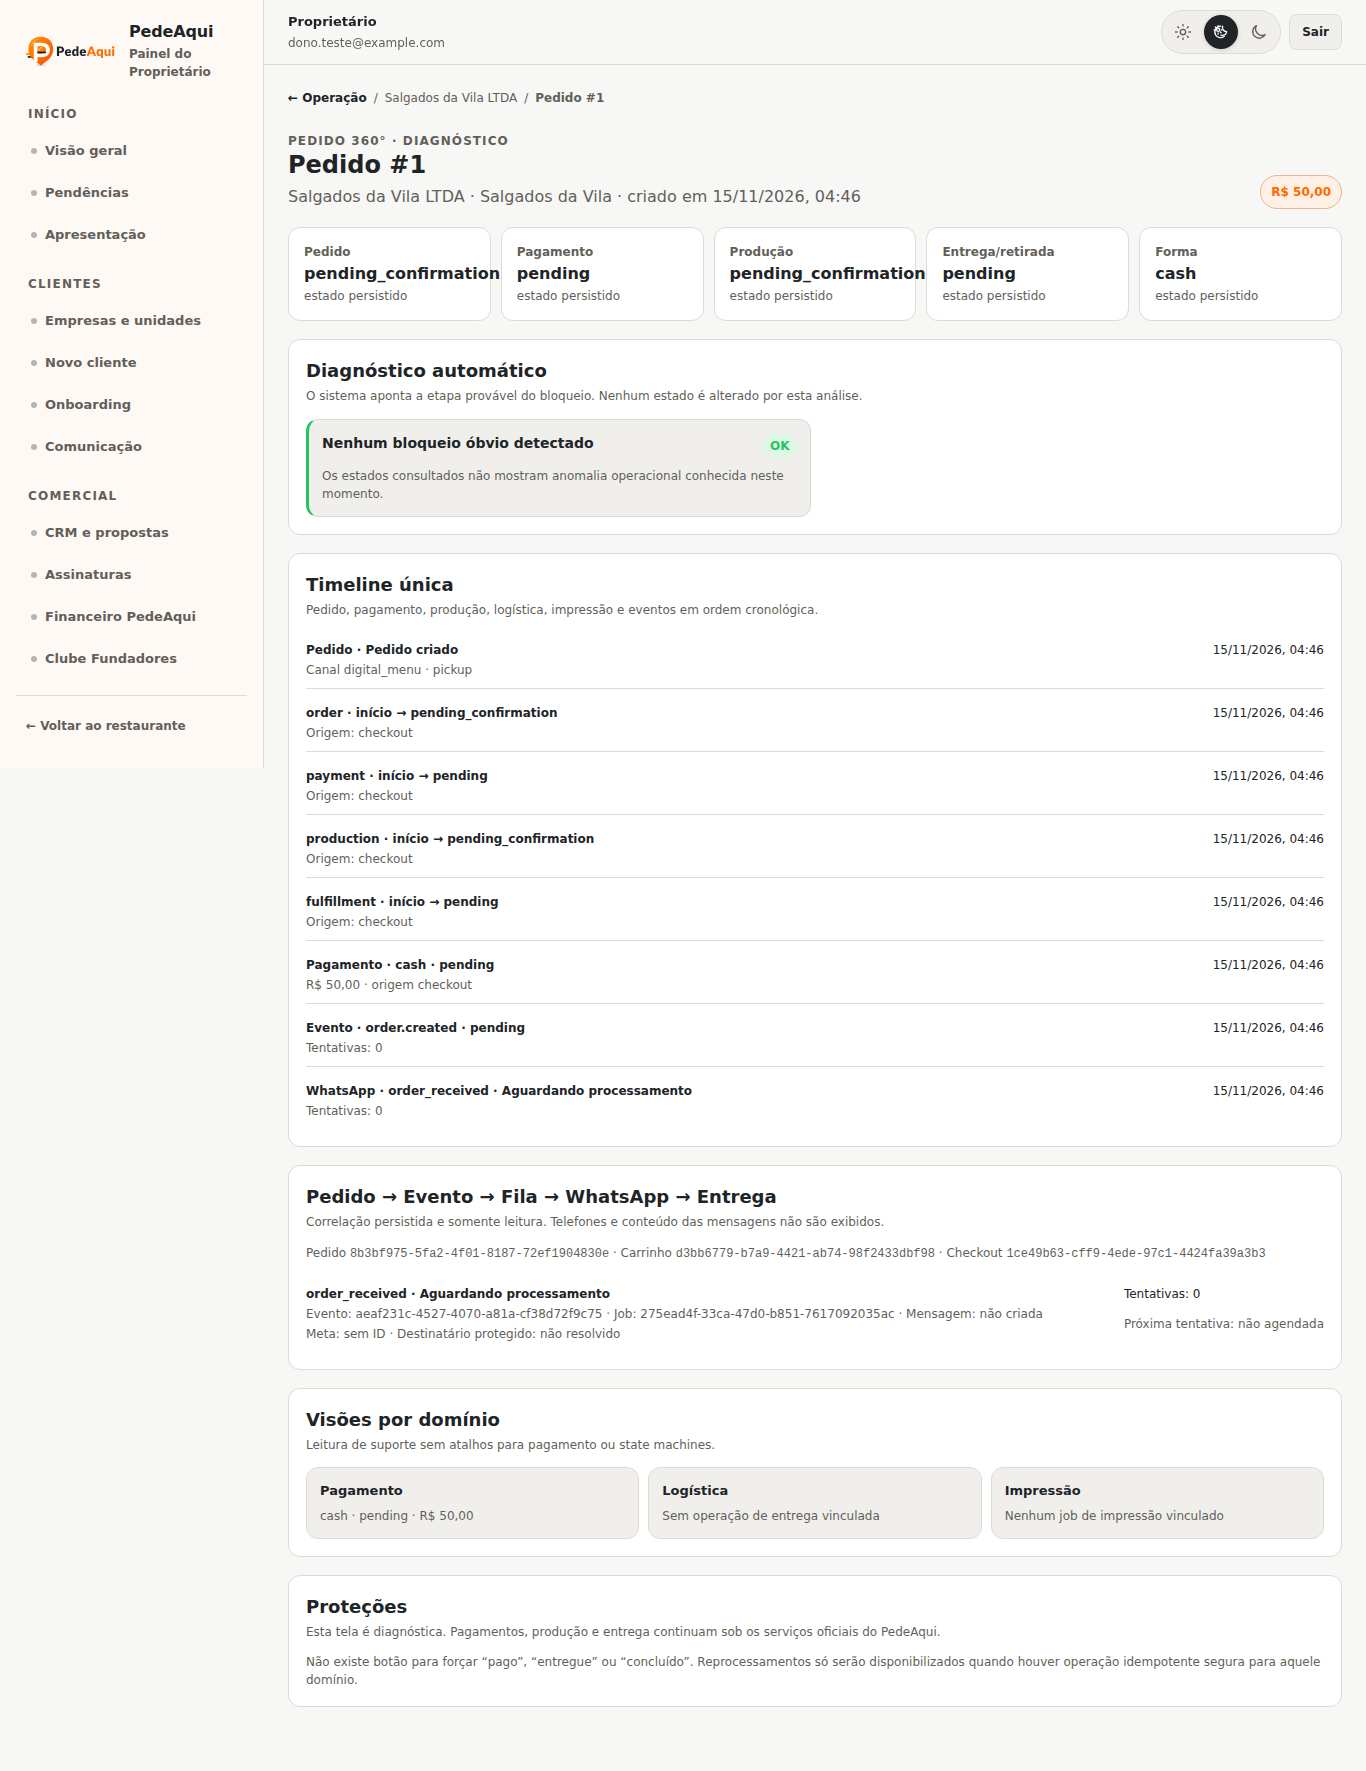 PedeAqui
PedeAqui
Painel do
Proprietário
INÍCIO
Visão geral
Pendências
Apresentação
CLIENTES
Empresas e unidades
Novo cliente
Onboarding
Comunicação
COMERCIAL
CRM e propostas
Assinaturas
Financeiro PedeAqui
Clube Fundadores
← Voltar ao restaurante
Proprietário
dono.teste@example.com
Sair
← Operação / Salgados da Vila LTDA / Pedido #1
PEDIDO 360° · DIAGNÓSTICO
Pedido #1
Salgados da Vila LTDA · Salgados da Vila · criado em 15/11/2026, 04:46
R$ 50,00
Pedido
pending_confirmation
estado persistido
Pagamento
pending
estado persistido
Produção
pending_confirmation
estado persistido
Entrega/retirada
pending
estado persistido
Forma
cash
estado persistido
Diagnóstico automático
O sistema aponta a etapa provável do bloqueio. Nenhum estado é alterado por esta análise.
Nenhum bloqueio óbvio detectado
OK
Os estados consultados não mostram anomalia operacional conhecida neste
momento.
Timeline única
Pedido, pagamento, produção, logística, impressão e eventos em ordem cronológica.
Pedido · Pedido criado 15/11/2026, 04:46
Canal digital_menu · pickup
order · início → pending_confirmation 15/11/2026, 04:46
Origem: checkout
payment · início → pending 15/11/2026, 04:46
Origem: checkout
production · início → pending_confirmation 15/11/2026, 04:46
Origem: checkout
fulfillment · início → pending 15/11/2026, 04:46
Origem: checkout
Pagamento · cash · pending 15/11/2026, 04:46
R$ 50,00 · origem checkout
Evento · order.created · pending 15/11/2026, 04:46
Tentativas: 0
WhatsApp · order_received · Aguardando processamento 15/11/2026, 04:46
Tentativas: 0
Pedido → Evento → Fila → WhatsApp → Entrega
Correlação persistida e somente leitura. Telefones e conteúdo das mensagens não são exibidos.
Pedido 8b3bf975-5fa2-4f01-8187-72ef1904830e · Carrinho d3bb6779-b7a9-4421-ab74-98f2433dbf98 · Checkout 1ce49b63-cff9-4ede-97c1-4424fa39a3b3
order_received · Aguardando processamento
Evento: aeaf231c-4527-4070-a81a-cf38d72f9c75 · Job: 275ead4f-33ca-47d0-b851-7617092035ac · Mensagem: não criada
Meta: sem ID · Destinatário protegido: não resolvido
Tentativas: 0
Próxima tentativa: não agendada
Visões por domínio
Leitura de suporte sem atalhos para pagamento ou state machines.
Pagamento
cash · pending · R$ 50,00
Logística
Sem operação de entrega vinculada
Impressão
Nenhum job de impressão vinculado
Proteções
Esta tela é diagnóstica. Pagamentos, produção e entrega continuam sob os serviços oficiais do PedeAqui.
Não existe botão para forçar “pago”, “entregue” ou “concluído”. Reprocessamentos só serão disponibilizados quando houver operação idempotente segura para aquele
domínio.